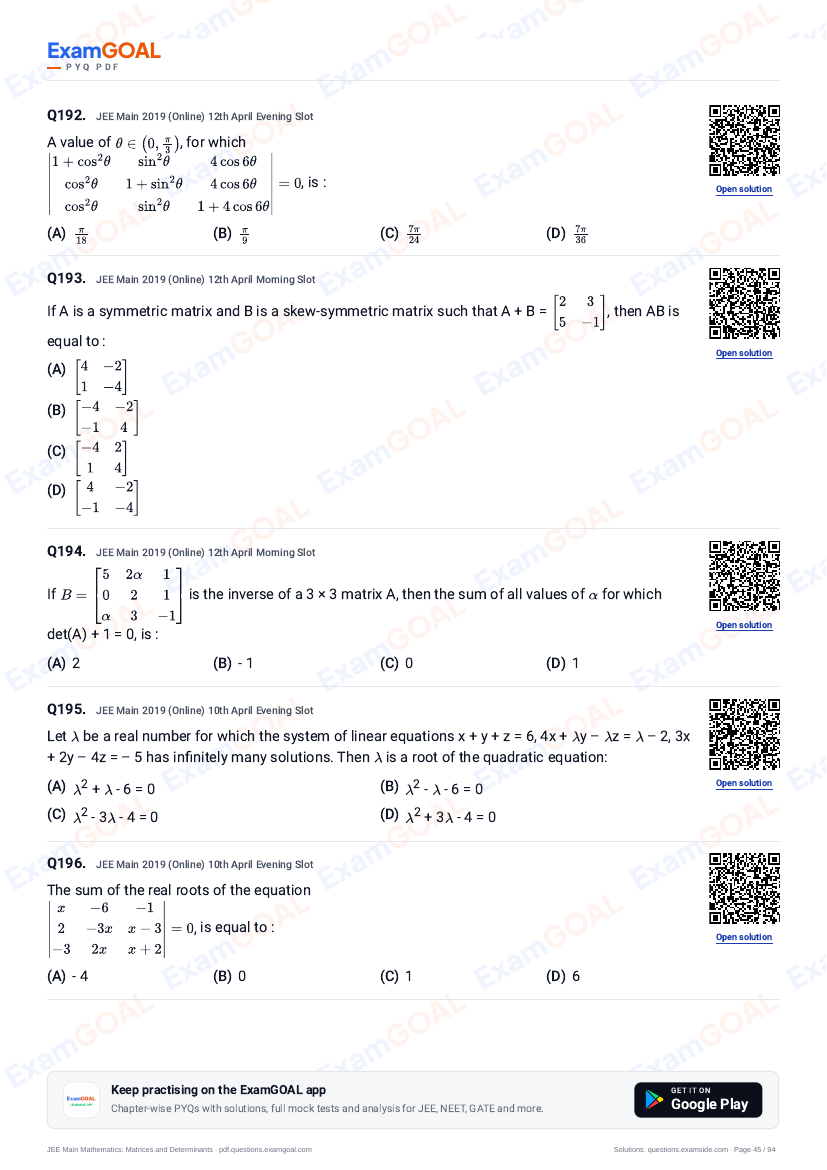 ExamGOAL
PYQ PDF
Q192. JEE Main 2019 (Online) 12th April Evening Slot
A value of θ ∈ (0, π/3), for which
|1 + cos²θ sin²θ 4 cos 6θ|
|cos²θ 1 + sin²θ 4 cos 6θ| = 0, is :
|cos²θ sin²θ 1 + 4 cos 6θ|
Open solution
(A) π/18 (B) π/9 (C) 7π/24 (D) 7π/36
Q193. JEE Main 2019 (Online) 12th April Morning Slot
If A is a symmetric matrix and B is a skew-symmetric matrix such that A + B = [2 3; 5 −1], then AB is
equal to :
Open solution
(A) [4 −2; 1 −4]
(B) [−4 −2; −1 4]
(C) [−4 2; 1 4]
(D) [4 −2; −1 −4]
Q194. JEE Main 2019 (Online) 12th April Morning Slot
If B = [5 2α 1; 0 2 1; α 3 −1] is the inverse of a 3 × 3 matrix A, then the sum of all values of α for which
det(A) + 1 = 0, is :
Open solution
(A) 2 (B) - 1 (C) 0 (D) 1
Q195. JEE Main 2019 (Online) 10th April Evening Slot
Let λ be a real number for which the system of linear equations x + y + z = 6, 4x + λy − λz = λ − 2, 3x
+ 2y − 4z = − 5 has infinitely many solutions. Then λ is a root of the quadratic equation:
Open solution
(A) λ² + λ - 6 = 0 (B) λ² - λ - 6 = 0
(C) λ² - 3λ - 4 = 0 (D) λ² + 3λ - 4 = 0
Q196. JEE Main 2019 (Online) 10th April Evening Slot
The sum of the real roots of the equation
|x −6 −1|
|2 −3x x − 3| = 0, is equal to :
|−3 2x x + 2|
Open solution
(A) - 4 (B) 0 (C) 1 (D) 6
ExamGOAL
Keep practising on the ExamGOAL app
Chapter-wise PYQs with solutions, full mock tests and analysis for JEE, NEET, GATE and more.
GET IT ON
Google Play
JEE Main Mathematics: Matrices and Determinants · pdf.questions.examgoal.com
Solutions: questions.examside.com · Page 45 / 94